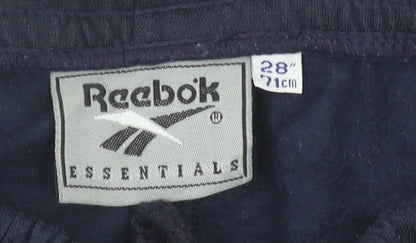 Reebok
®
ESSENTIALS
28"
71cm